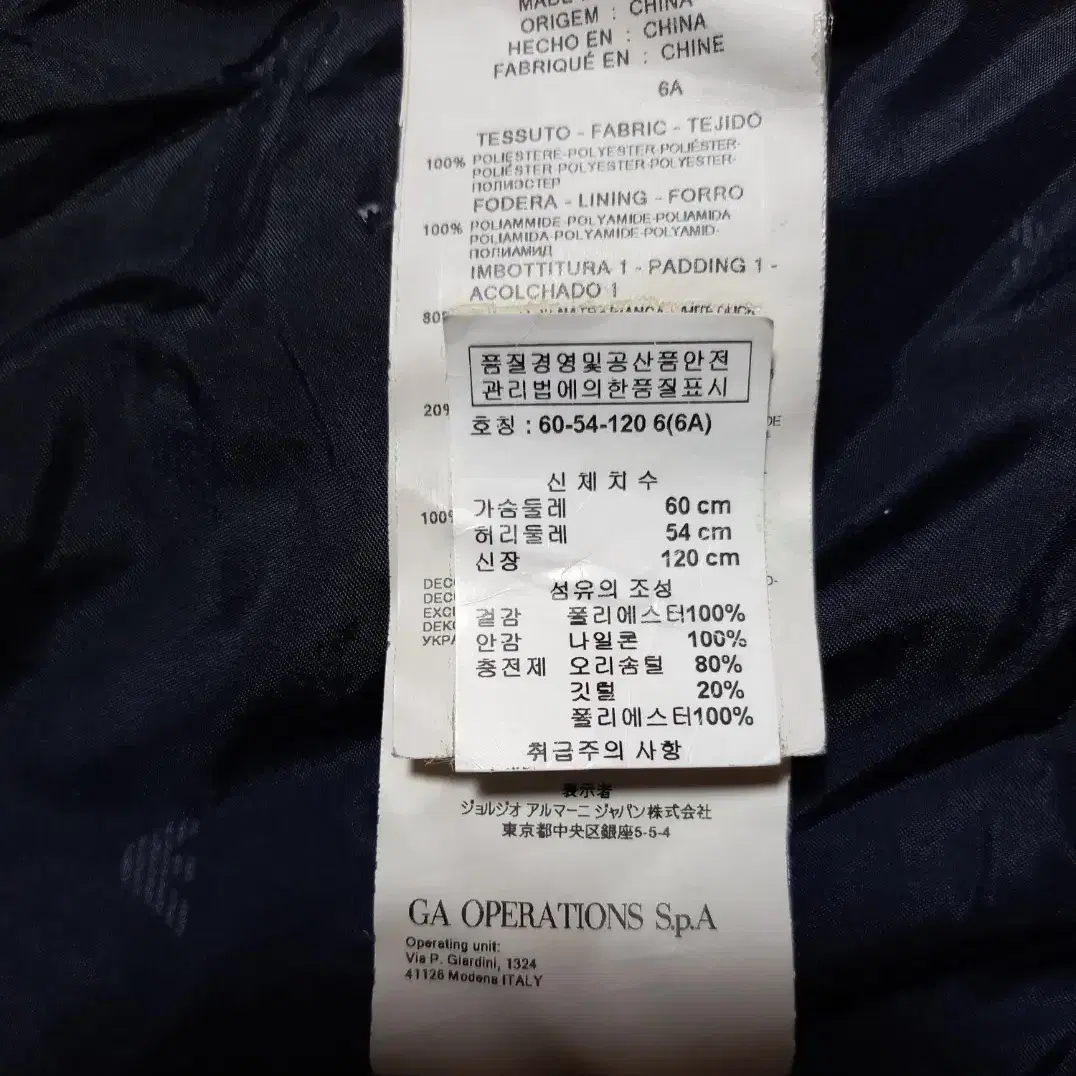 ORIGEM : CHINA
HECHO EN : CHINA
FABRIQUÉ EN : CHINE
6A
TESSUTO - FABRIC - TEJIDO
100% POLIESTERE-POLYESTER-POLIÉSTER-
POLIÉSTER-POLYESTER-POLYESTER-
ПОЛИЭСТЕР
FODERA - LINING - FORRO
100% POLIAMMIDE-POLYAMIDE-POLIAMIDA
POLIAMIDA-POLYAMIDE-POLYAMID-
ПОЛИАМИД
IMBOTTITURA 1 - PADDING 1 -
ACOLCHADO 1
품질경영및공산품안전
관리법에의한품질표시
호칭 : 60-54-120 6(6A)
신체치수
가슴둘레 60 cm
허리둘레 54 cm
신장 120 cm
섬유의 조성
겉감 폴리에스터100%
안감 나일론 100%
충전제 오리솜털 80%
깃털 20%
폴리에스터100%
취급주의 사항
表示者
ジョルジオ アルマーニ ジャパン株式会社
東京都中央区銀座5-5-4
GA OPERATIONS S.p.A
Operating unit:
Via P. Giardini, 1324
41126 Modena ITALY